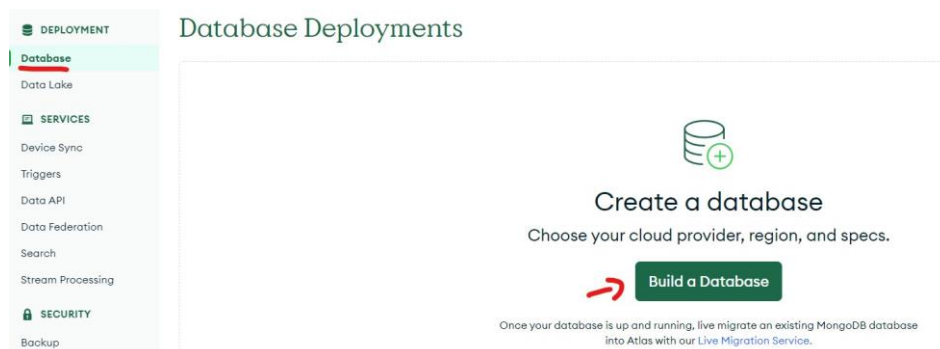 DEPLOYMENT
Database
Data Lake
SERVICES
Device Sync
Triggers
Data API
Data Federation
Search
Stream Processing
SECURITY
Backup
Database Deployments
Create a database
Choose your cloud provider, region, and specs.
Build a Database
Once your database is up and running, live migrate an existing MongoDB database
into Atlas with our Live Migration Service.